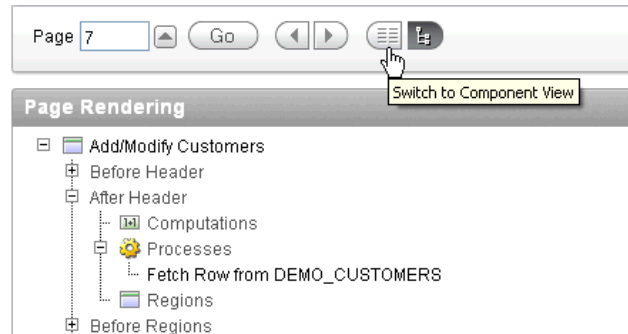 Page 7 Go
Switch to Component View
Page Rendering
Add/Modify Customers
Before Header
After Header
Computations
Processes
Fetch Row from DEMO_CUSTOMERS
Regions
Before Regions